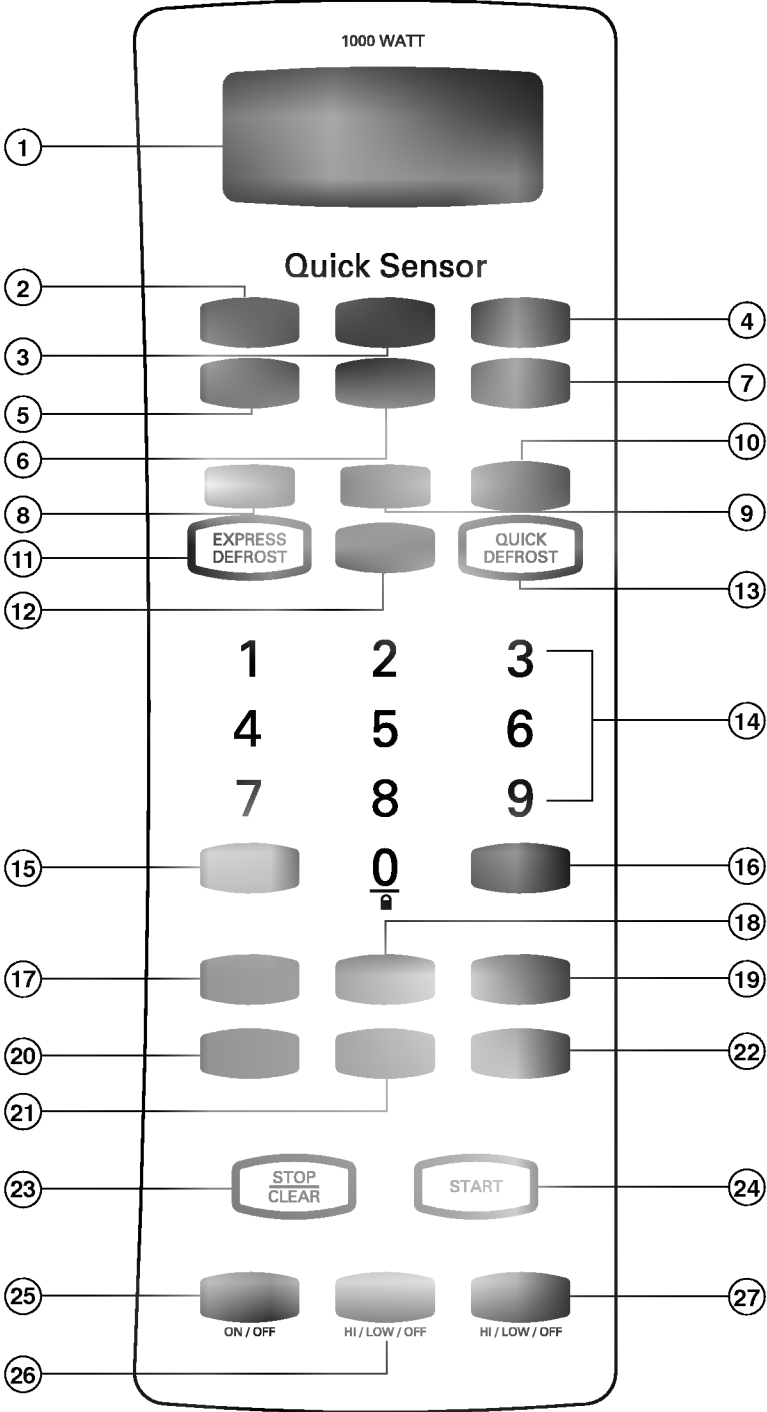 1000 WATT
1
Quick Sensor
2
3
4
5
6
7
8
9
10
11
EXPRESS
DEFROST
12
QUICK
DEFROST
13
1 2 3
4 5 6
14
7 8 9
15
0
16
18
17
19
20
22
21
23
STOP
CLEAR
START
24
25
ON / OFF
HI / LOW / OFF
HI / LOW / OFF
27
26